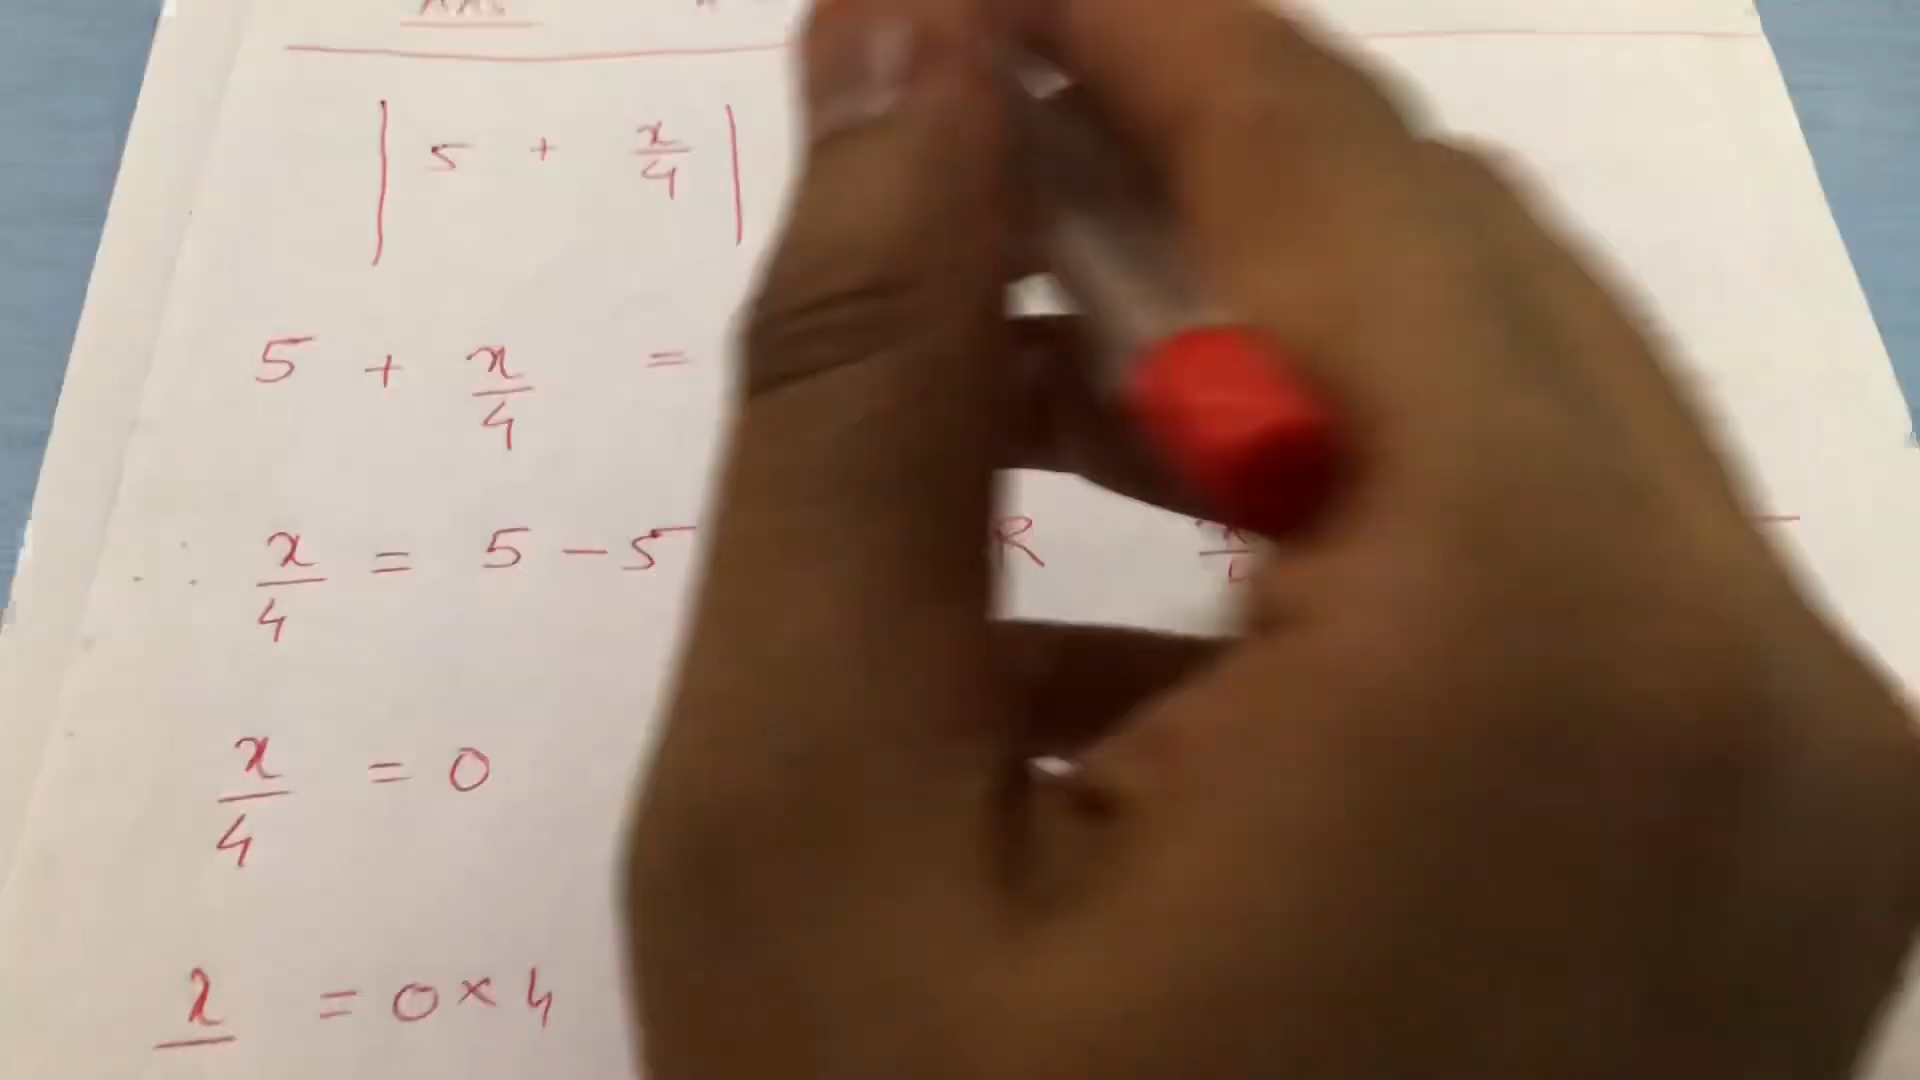 | 5 + x/4 |
5 + x/4 =
∴ x/4 = 5 - 5 R x
x/4 = 0
x = 0 × 4